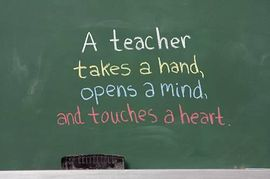 A teacher
takes a hand,
opens a mind,
and touches a heart.